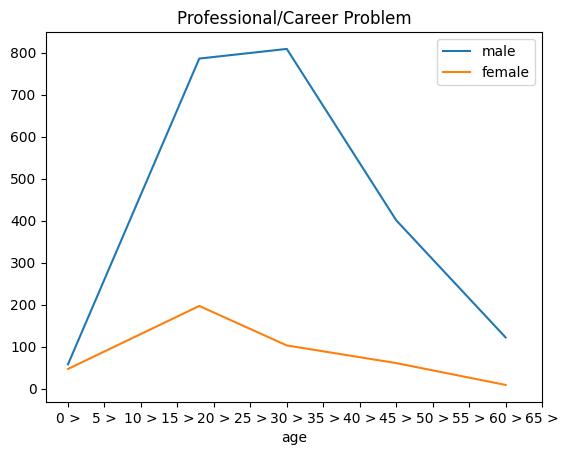 Professional/Career Problem
male
female
800
700
600
500
400
300
200
100
0
0 > 5 > 10 > 15 > 20 > 25 > 30 > 35 > 40 > 45 > 50 > 55 > 60 > 65 >
age